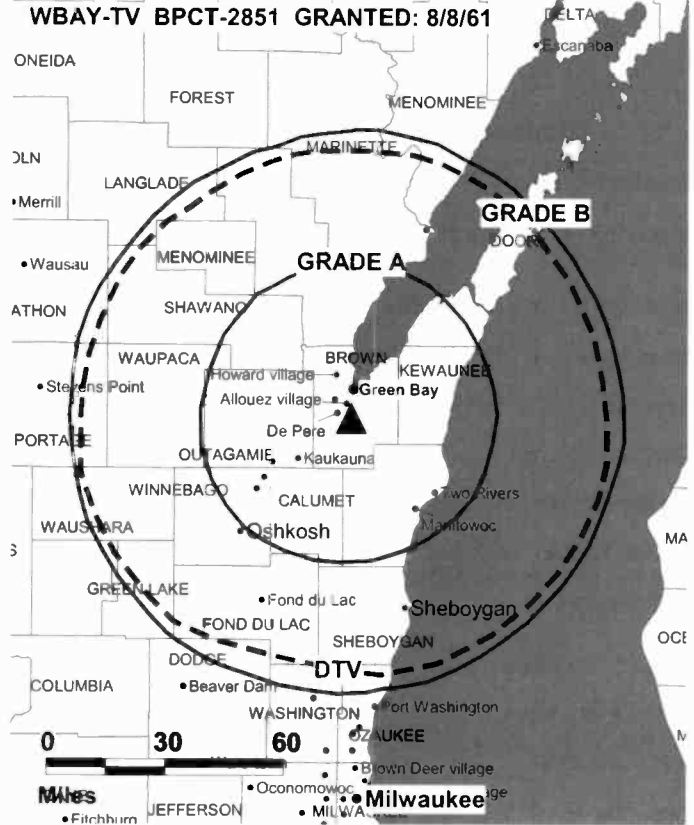 WBAY-TV BPCT-2851 GRANTED: 8/8/61
DELTA
Escanaba
ONEIDA
FOREST
MENOMINEE
MARINETTE
OLN
LANGLADE
Merrill
GRADE B
DOOR
Wausau
MENOMINEE
GRADE A
ATHON
SHAWANO
WAUPACA
BROWN
KEWAUNEE
Howard village
Stevens Point
Green Bay
Allouez village
De Pere
PORTAGE
OUTAGAMIE
Kaukauna
WINNEBAGO
CALUMET
Two Rivers
Manitowoc
WAUSHARA
Oshkosh
MA
S
GREEN LAKE
Fond du Lac
Sheboygan
FOND DU LAC
SHEBOYGAN
OCE
DODGE
DTV
COLUMBIA
Beaver Dam
WASHINGTON
Port Washington
OZAUKEE
0 30 60
Brown Deer village
Miles
Oconomowoc
Milwaukee
age
JEFFERSON
MILWAUKEE
Fitchburg